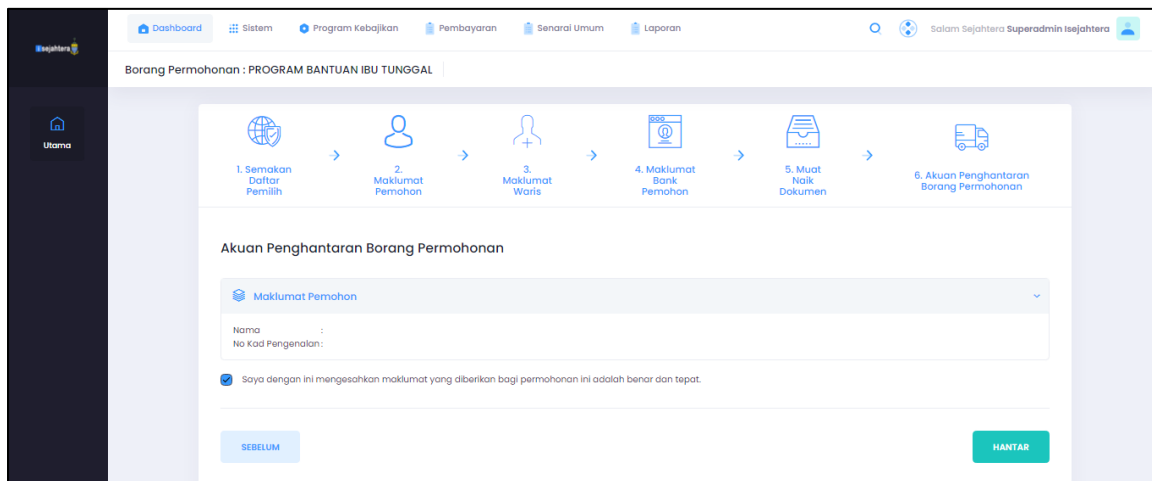 isejahtera
Dashboard
Sistem
Program Kebajikan
Pembayaran
Senarai Umum
Laporan
Salam Sejahtera Superadmin Isejahtera
Borang Permohonan : PROGRAM BANTUAN IBU TUNGGAL
Utama
1. Semakan
Daftar
Pemilih
2.
Maklumat
Pemohon
3.
Maklumat
Waris
4. Maklumat
Bank
Pemohon
5. Muat
Naik
Dokumen
6. Akuan Penghantaran
Borang Permohonan
Akuan Penghantaran Borang Permohonan
Maklumat Pemohon
Nama :
No Kad Pengenalan :
Saya dengan ini mengesahkan maklumat yang diberikan bagi permohonan ini adalah benar dan tepat.
SEBELUM
HANTAR